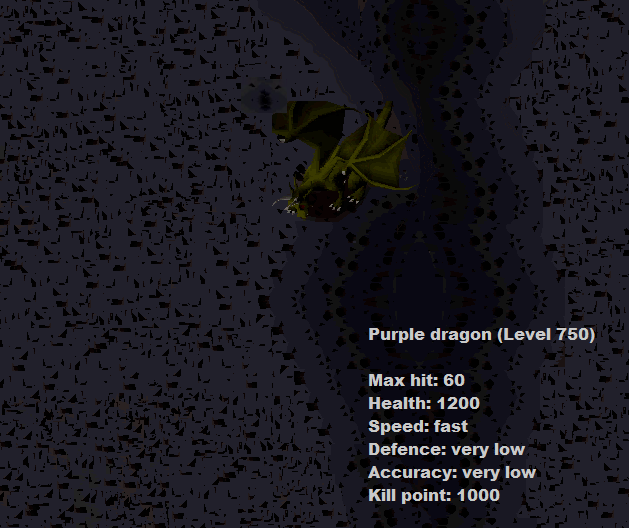 Purple dragon (Level 750)
Max hit: 60
Health: 1200
Speed: fast
Defence: very low
Accuracy: very low
Kill point: 1000